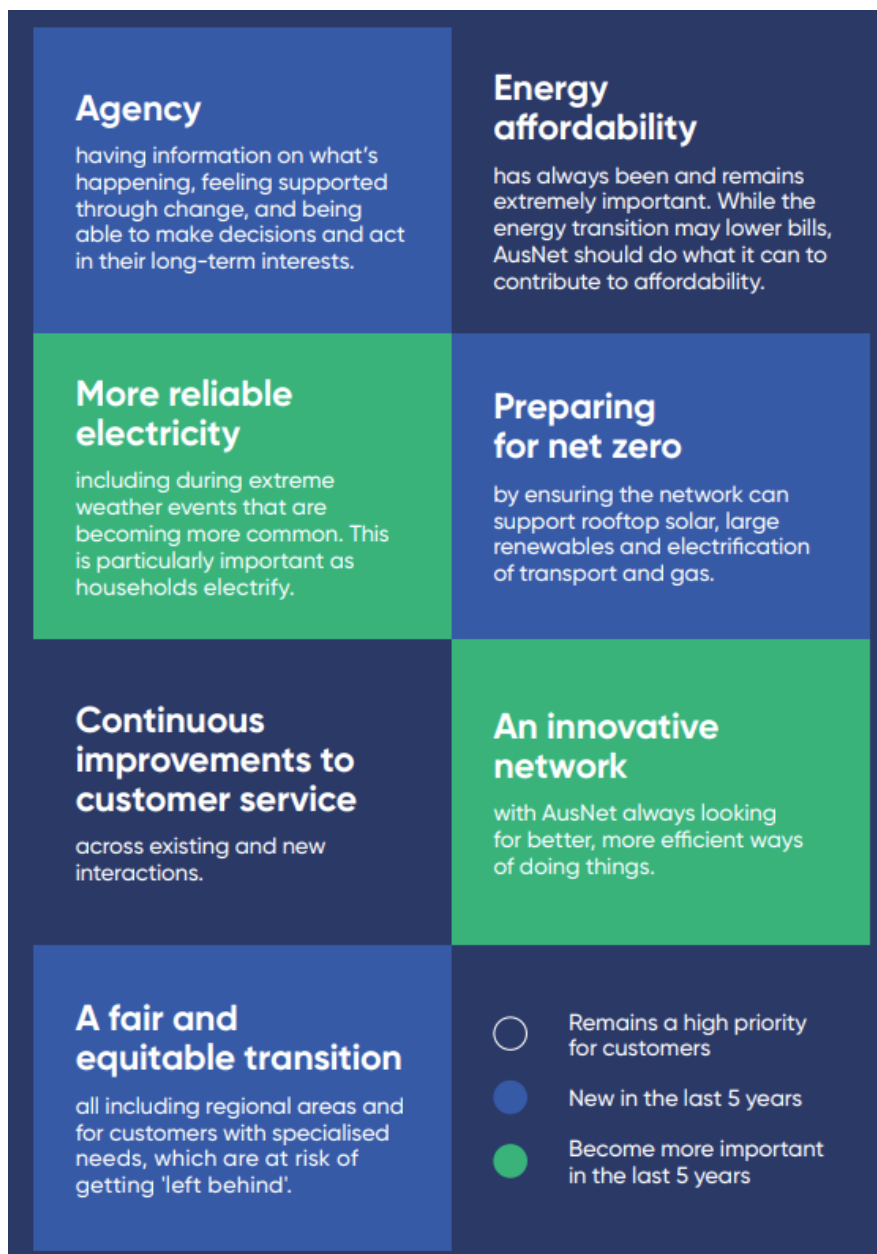 Agency
having information on what's
happening, feeling supported
through change, and being
able to make decisions and act
in their long-term interests.
Energy
affordability
has always been and remains
extremely important. While the
energy transition may lower bills,
AusNet should do what it can to
contribute to affordability.
More reliable
electricity
including during extreme
weather events that are
becoming more common. This
is particularly important as
households electrify.
Preparing
for net zero
by ensuring the network can
support rooftop solar, large
renewables and electrification
of transport and gas.
Continuous
improvements to
customer service
across existing and new
interactions.
An innovative
network
with AusNet always looking
for better, more efficient ways
of doing things.
A fair and
equitable transition
all including regional areas and
for customers with specialised
needs, which are at risk of
getting 'left behind'.
Remains a high priority
for customers
New in the last 5 years
Become more important
in the last 5 years